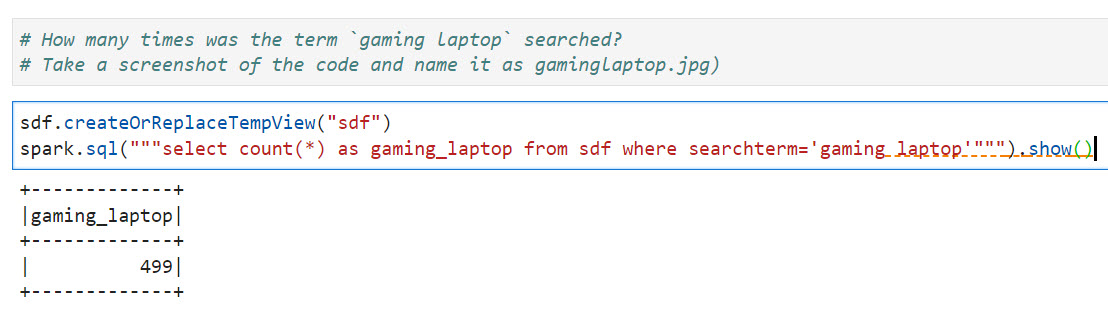 # How many times was the term `gaming laptop` searched?
# Take a screenshot of the code and name it as gaminglaptop.jpg)
sdf.createOrReplaceTempView("sdf")
spark.sql("""select count(*) as gaming_laptop from sdf where searchterm='gaming laptop'""").show()
+-------------+
|gaming_laptop|
+-------------+
|          499|
+-------------+